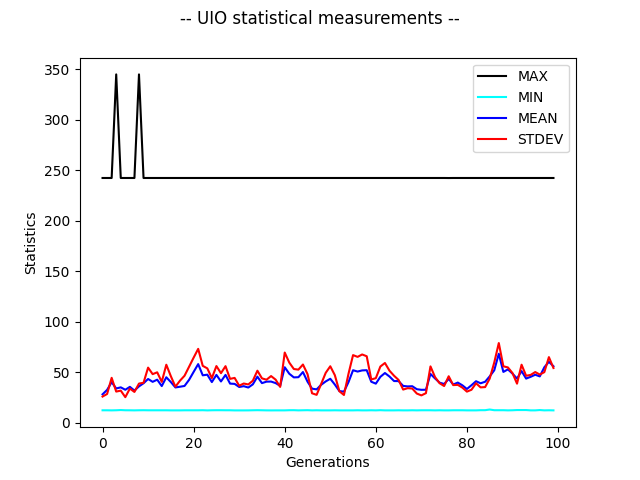 -- UIO statistical measurements --
350
300
250
200
150
100
50
0
Statistics
MAX
MIN
MEAN
STDEV
0 20 40 60 80 100
Generations